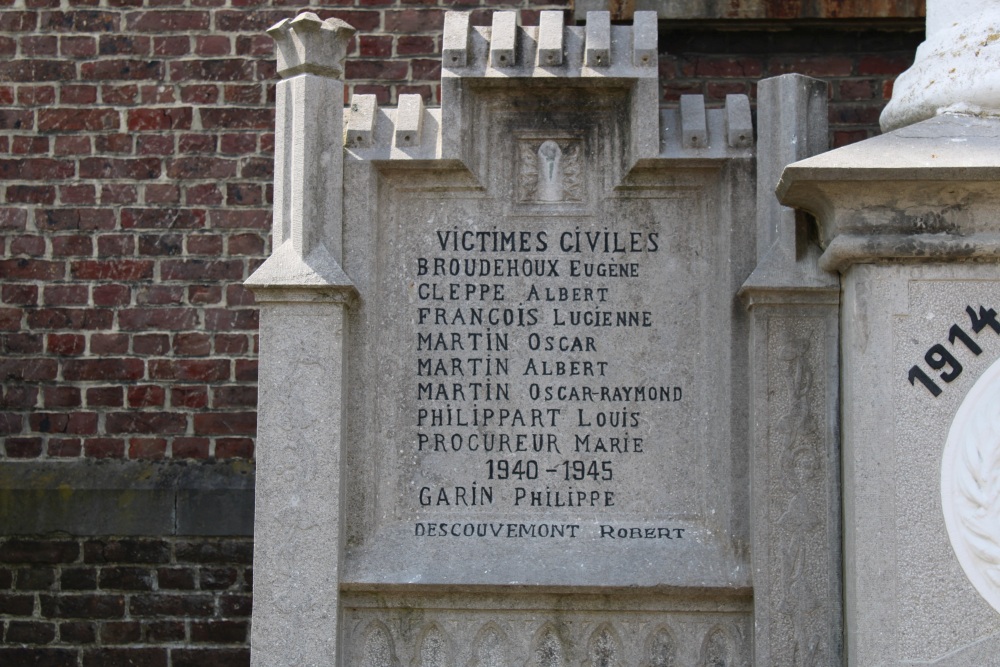 VICTIMES CIVILES
BROUDEHOUX EUGÈNE
CLEPPE ALBERT
FRANÇOIS LUCIENNE
MARTIN OSCAR
MARTIN ALBERT
MARTIN OSCAR-RAYMOND
PHILIPPART LOUIS
PROCUREUR MARIE
1940-1945
GARIN PHILIPPE
DESCOUVEMONT ROBERT
1914